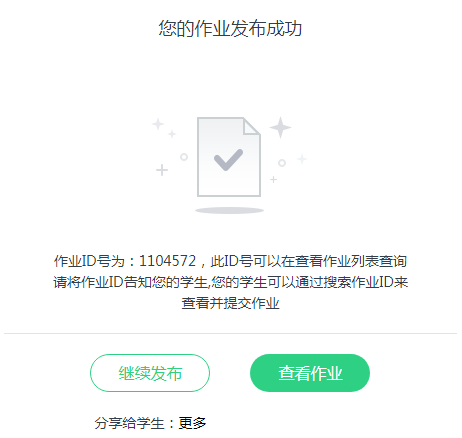 您的作业发布成功
作业ID号为：1104572，此ID号可以在查看作业列表查询
请将作业ID告知您的学生,您的学生可以通过搜索作业ID来
查看并提交作业
继续发布
查看作业
分享给学生：更多